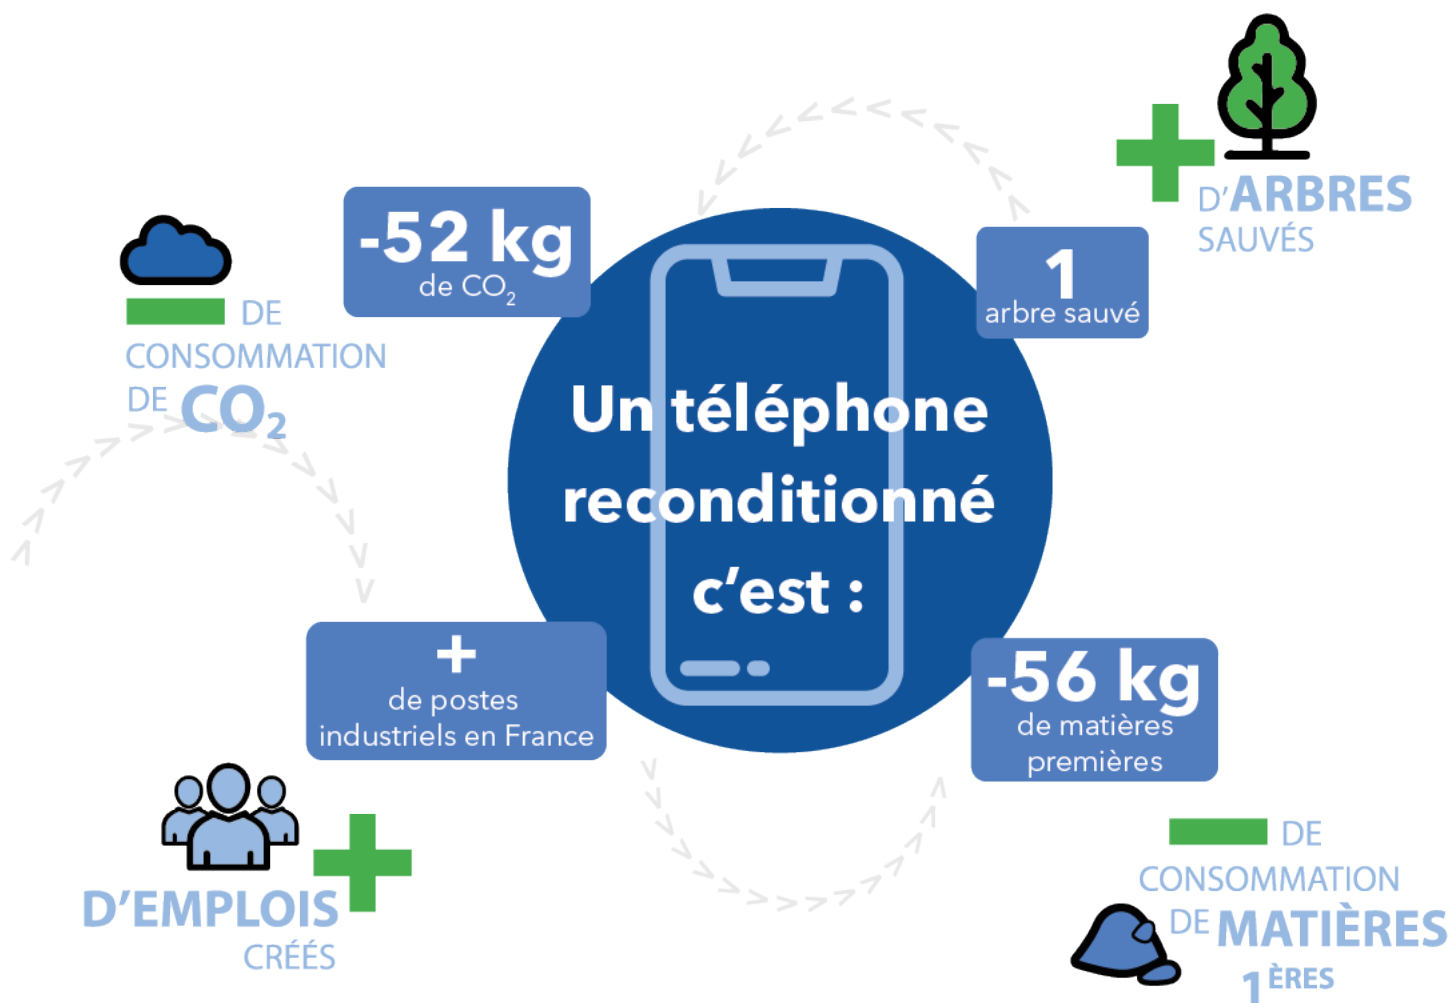 D'ARBRES
SAUVÉS
-52 kg
de CO₂
1
arbre sauvé
DE
CONSOMMATION
DE CO₂
Un téléphone
reconditionné
c'est :
+
de postes
industriels en France
-56 kg
de matières
premières
D'EMPLOIS
CRÉÉS
DE
CONSOMMATION
DE MATIÈRES
1ÈRES